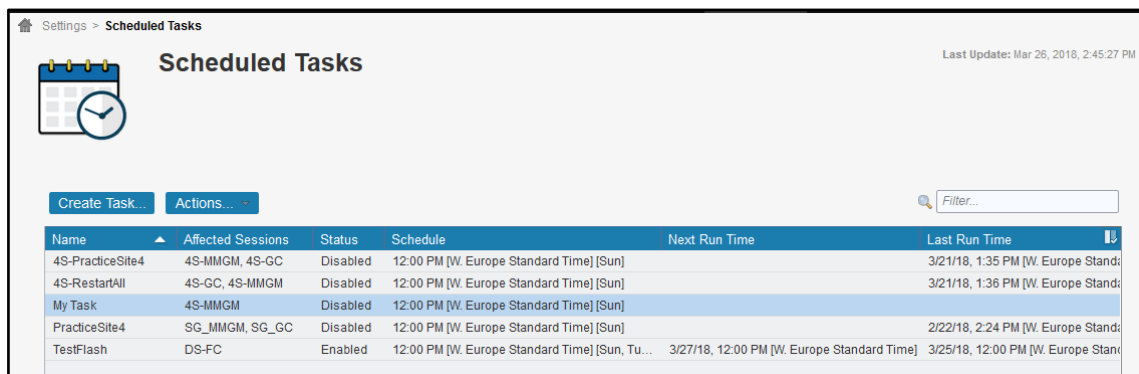 Settings > Scheduled Tasks
Scheduled Tasks
Last Update: Mar 26, 2018, 2:45:27 PM
Create Task... Actions... Filter...
Name Affected Sessions Status Schedule Next Run Time Last Run Time
4S-PracticeSite4 4S-MMGM, 4S-GC Disabled 12:00 PM [W. Europe Standard Time] [Sun] 3/21/18, 1:35 PM [W. Europe Standa
4S-RestartAll 4S-GC, 4S-MMGM Disabled 12:00 PM [W. Europe Standard Time] [Sun] 3/21/18, 1:36 PM [W. Europe Standa
My Task 4S-MMGM Disabled 12:00 PM [W. Europe Standard Time] [Sun]
PracticeSite4 SG_MMGM, SG_GC Disabled 12:00 PM [W. Europe Standard Time] [Sun] 2/22/18, 2:24 PM [W. Europe Standa
TestFlash DS-FC Enabled 12:00 PM [W. Europe Standard Time] [Sun, Tu... 3/27/18, 12:00 PM [W. Europe Standard Time] 3/25/18, 12:00 PM [W. Europe Stand